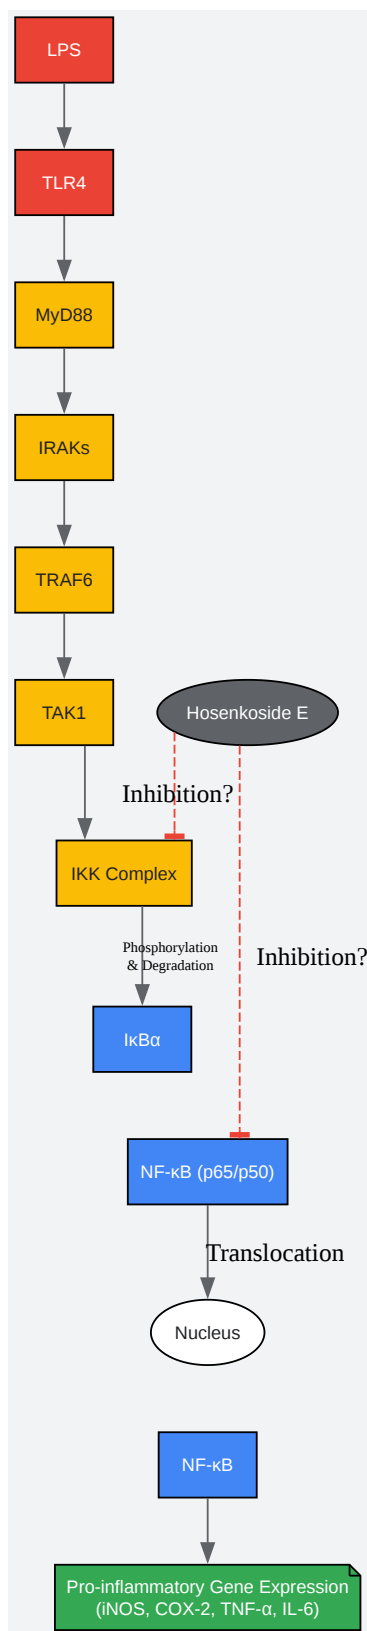 LPS
TLR4
MyD88
IRAKs
TRAF6
TAK1
Hosenkoside E
Inhibition?
IKK Complex
Phosphorylation
& Degradation
Inhibition?
IκBα
NF-κB (p65/p50)
Translocation
Nucleus
NF-κB
Pro-inflammatory Gene Expression
(iNOS, COX-2, TNF-α, IL-6)